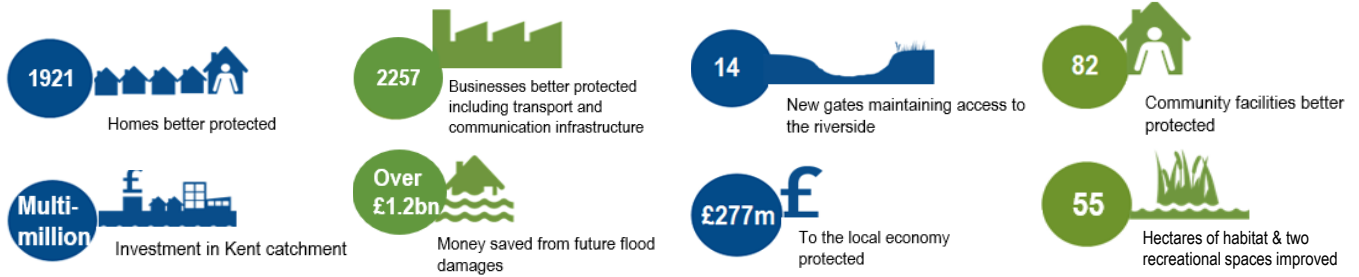 1921
Homes better protected
2257
Businesses better protected
including transport and
communication infrastructure
14
New gates maintaining access to
the riverside
82
Community facilities better
protected
£
Multi-
million
Investment in Kent catchment
Over
£1.2bn
Money saved from future flood
damages
£277m
£
To the local economy
protected
55
Hectares of habitat & two
recreational spaces improved